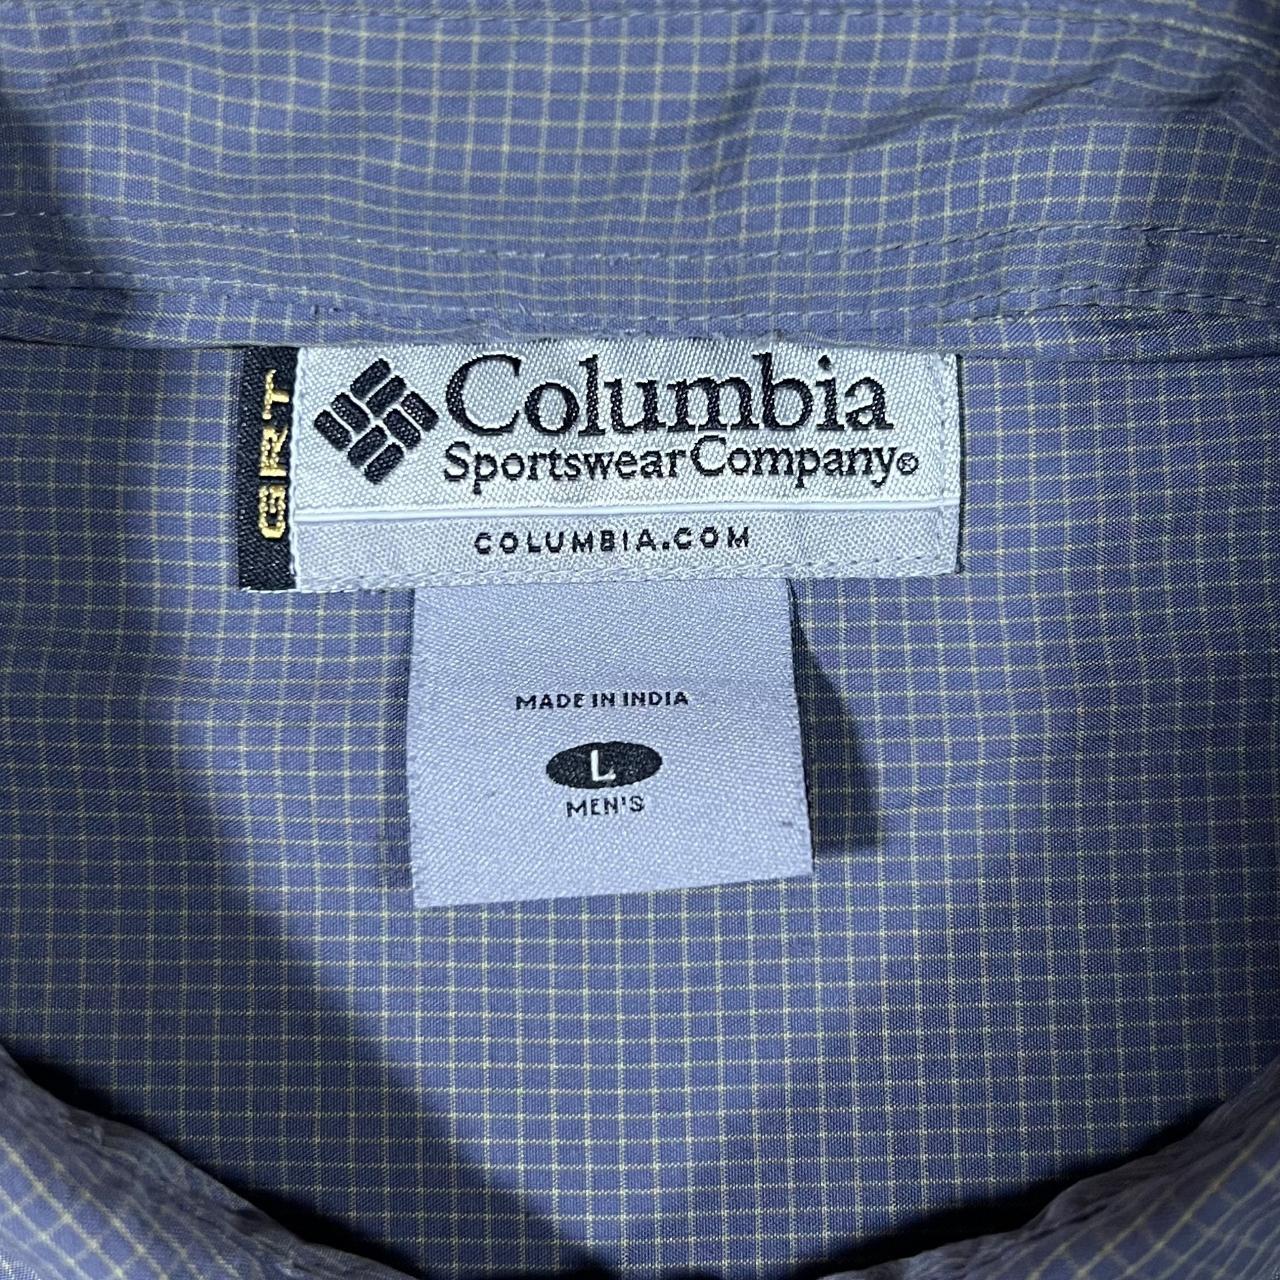 GRT
Columbia
Sportswear Company®
COLUMBIA.COM
MADE IN INDIA
L
MEN'S